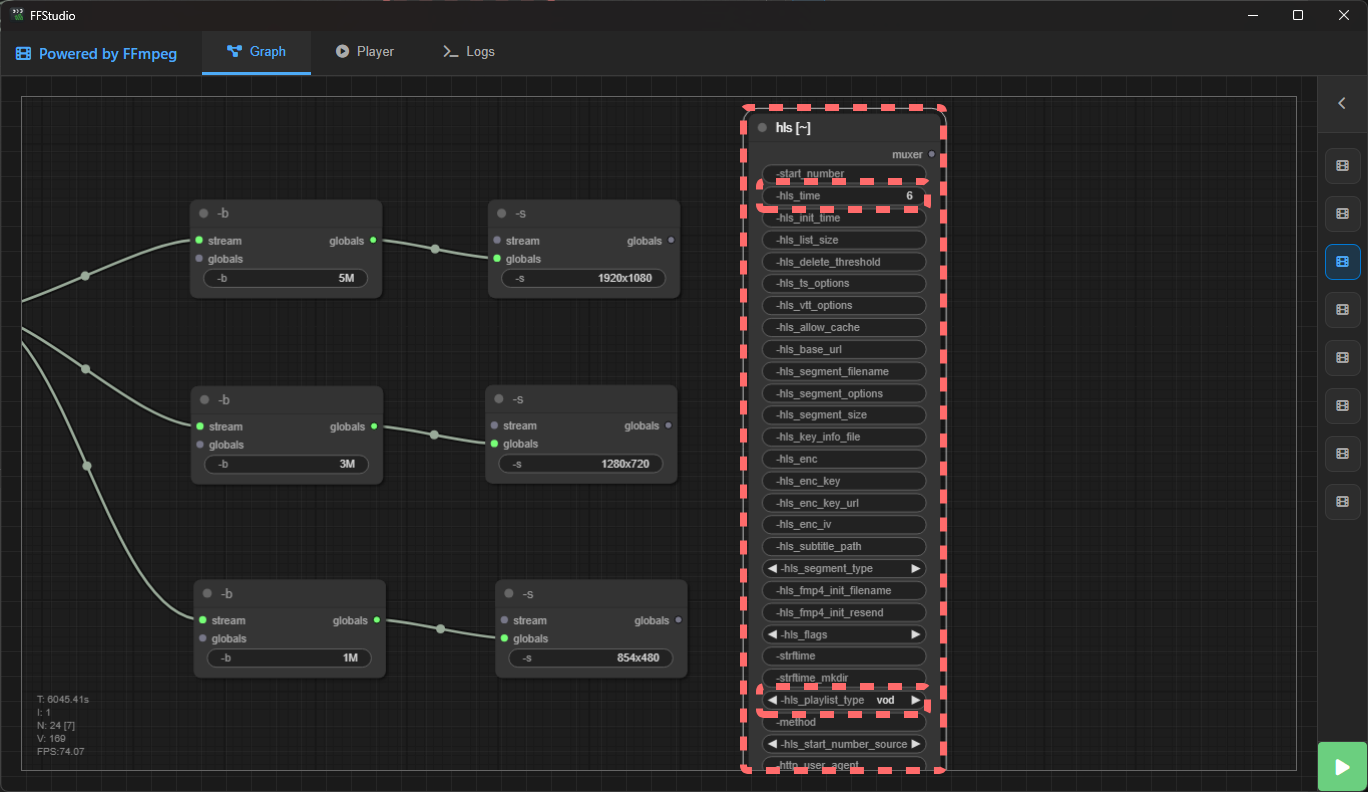 FFStudio
Powered by FFmpeg
Graph
Player
Logs
-b
stream globals
globals
-b 5M
-s
stream globals
globals
-s 1920x1080
-b
stream globals
globals
-b 3M
-s
stream globals
globals
-s 1280x720
-b
stream globals
globals
-b 1M
-s
stream globals
globals
-s 854x480
hls [~]
muxer
-start_number
-hls_time 6
-hls_init_time
-hls_list_size
-hls_delete_threshold
-hls_ts_options
-hls_vtt_options
-hls_allow_cache
-hls_base_url
-hls_segment_filename
-hls_segment_options
-hls_segment_size
-hls_key_info_file
-hls_enc
-hls_enc_key
-hls_enc_key_url
-hls_enc_iv
-hls_subtitle_path
-hls_segment_type
-hls_fmp4_init_filename
-hls_fmp4_init_resend
-hls_flags
-strftime
-strftime_mkdir
-hls_playlist_type vod
-method
-hls_start_number_source
-http_user_agent
T: 6045.41s
I: 1
N: 24 [7]
V: 169
FPS:74.07